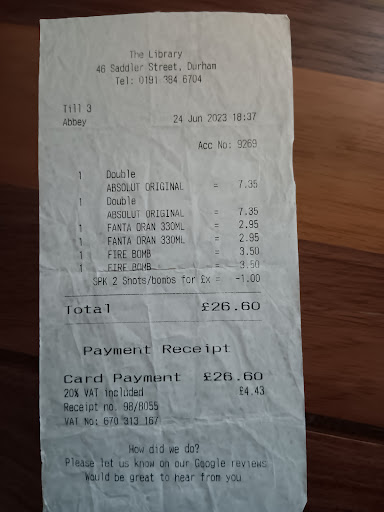 The Library
46 Saddler Street, Durham
Tel: 0191 384 6704
Till 3
Abbey 24 Jun 2023 18:37
Acc No: 9269
1 Double
ABSOLUT ORIGINAL = 7.35
1 Double
ABSOLUT ORIGINAL = 7.35
1 FANTA ORAN 330ML = 2.95
1 FANTA ORAN 330ML = 2.95
1 FIRE BOMB = 3.50
1 FIRE BOMB = 3.50
SPK 2 Shots/bombs for £x = -1.00
Total £26.60
Payment Receipt
Card Payment £26.60
20% VAT included £4.43
Receipt no. 98/8055
VAT No: 670 313 167
How did we do?
Please let us know on our Google reviews
Would be great to hear from you